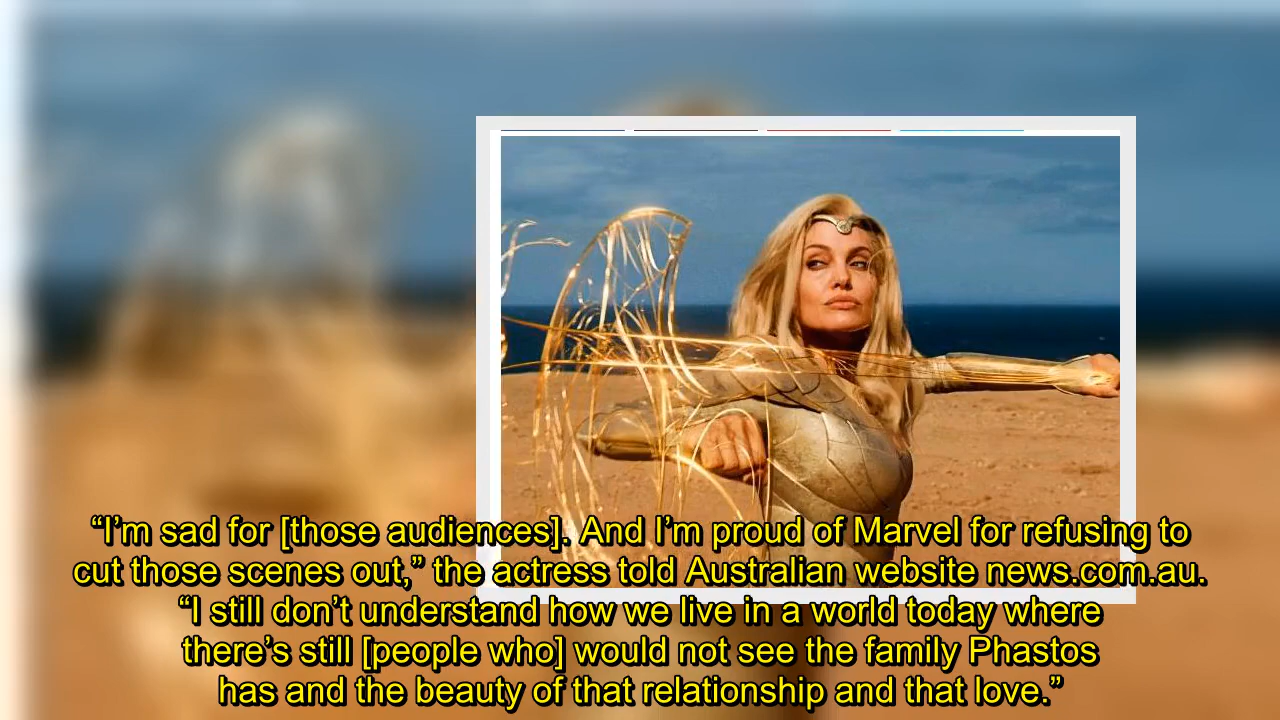 “I’m sad for [those audiences]. And I’m proud of Marvel for refusing to
cut those scenes out,” the actress told Australian website news.com.au.
“I still don’t understand how we live in a world today where
there’s still [people who] would not see the family Phastos
has and the beauty of that relationship and that love.”